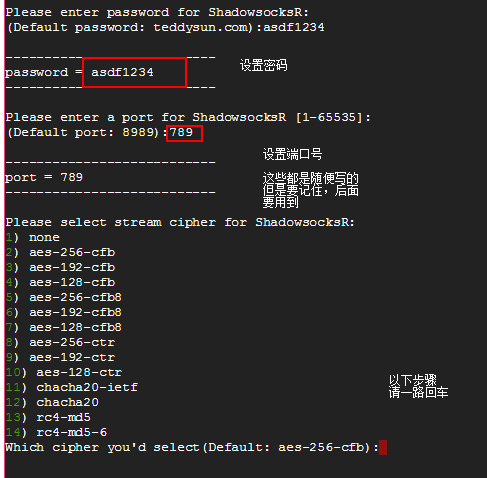 Please enter password for ShadowsocksR:
(Default password: teddysun.com):asdf1234
---------------------------
password = asdf1234
设置密码
---------------------------
Please enter a port for ShadowsocksR [1-65535]:
(Default port: 8989):789
设置端口号
---------------------------
port = 789
---------------------------
这些都是随便写的
但是要记住，后面
要用到
Please select stream cipher for ShadowsocksR:
1) none
2) aes-256-cfb
3) aes-192-cfb
4) aes-128-cfb
5) aes-256-cfb8
6) aes-192-cfb8
7) aes-128-cfb8
8) aes-256-ctr
9) aes-192-ctr
10) aes-128-ctr
11) chacha20-ietf
12) chacha20
13) rc4-md5
14) rc4-md5-6
以下步骤
请一路回车
Which cipher you'd select(Default: aes-256-cfb):